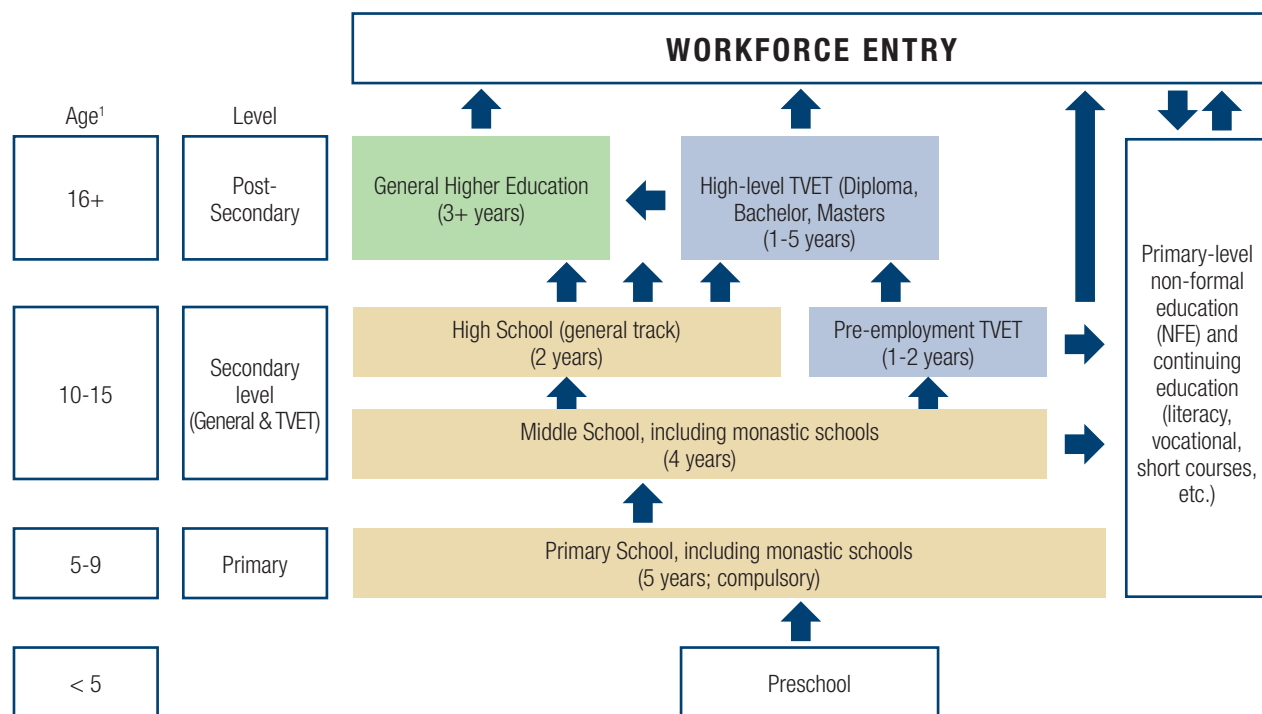 WORKFORCE ENTRY
Age¹
Level
16+
Post-
Secondary
General Higher Education
(3+ years)
High-level TVET (Diploma,
Bachelor, Masters
(1-5 years)
Primary-level
non-formal
education
(NFE) and
continuing
education
(literacy,
vocational,
short courses,
etc.)
10-15
Secondary
level
(General & TVET)
High School (general track)
(2 years)
Pre-employment TVET
(1-2 years)
Middle School, including monastic schools
(4 years)
5-9
Primary
Primary School, including monastic schools
(5 years; compulsory)
< 5
Preschool